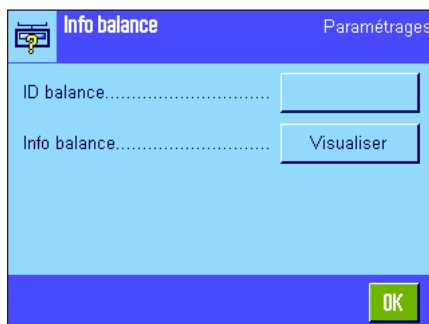 Info balance
Paramétrages
ID balance..............................
Info balance............................
Visualiser
OK